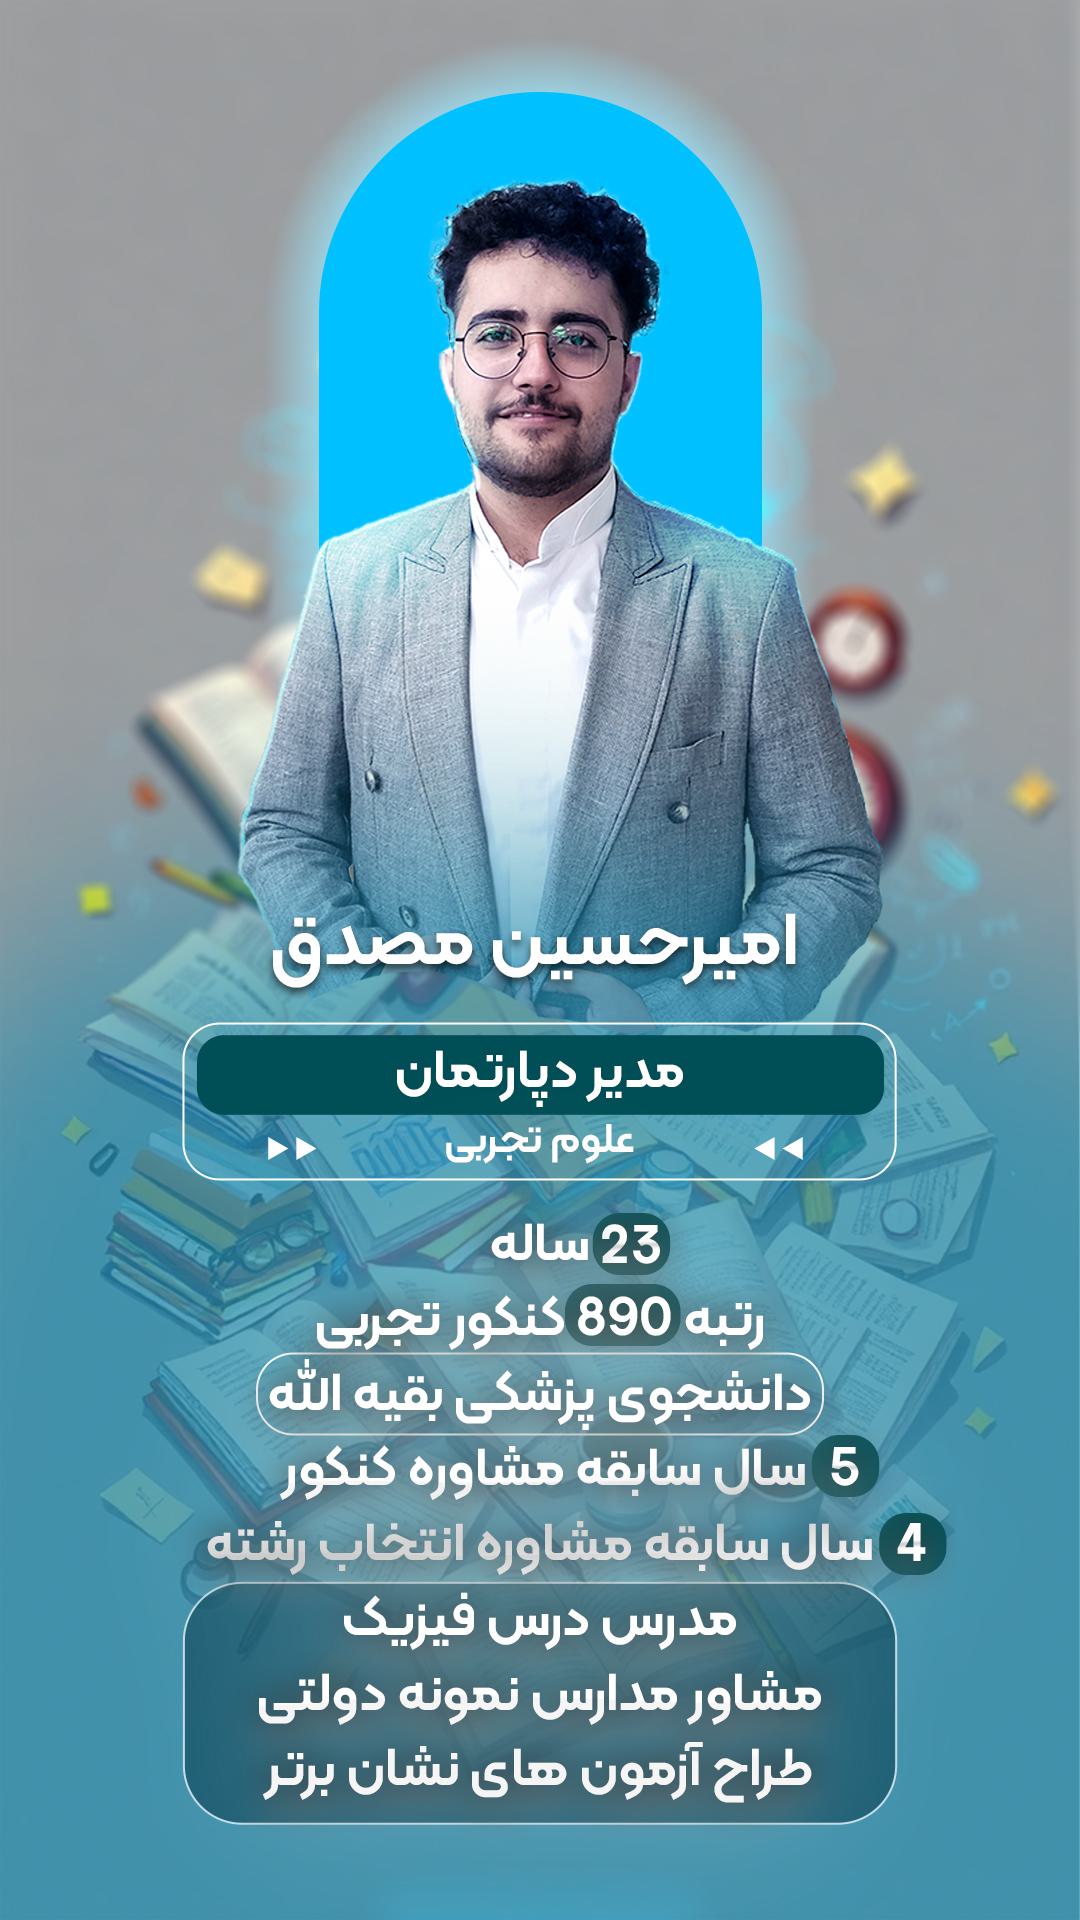 امیرحسین مصدق
مدیر دپارتمان
علوم تجربی
23 ساله
رتبه 890 کنکور تجربی
دانشجوی پزشکی بقیه الله
5 سال سابقه مشاوره کنکور
4 سال سابقه مشاوره انتخاب رشته
مدرس درس فیزیک
مشاور مدارس نمونه دولتی
طراح آزمون های نشان برتر